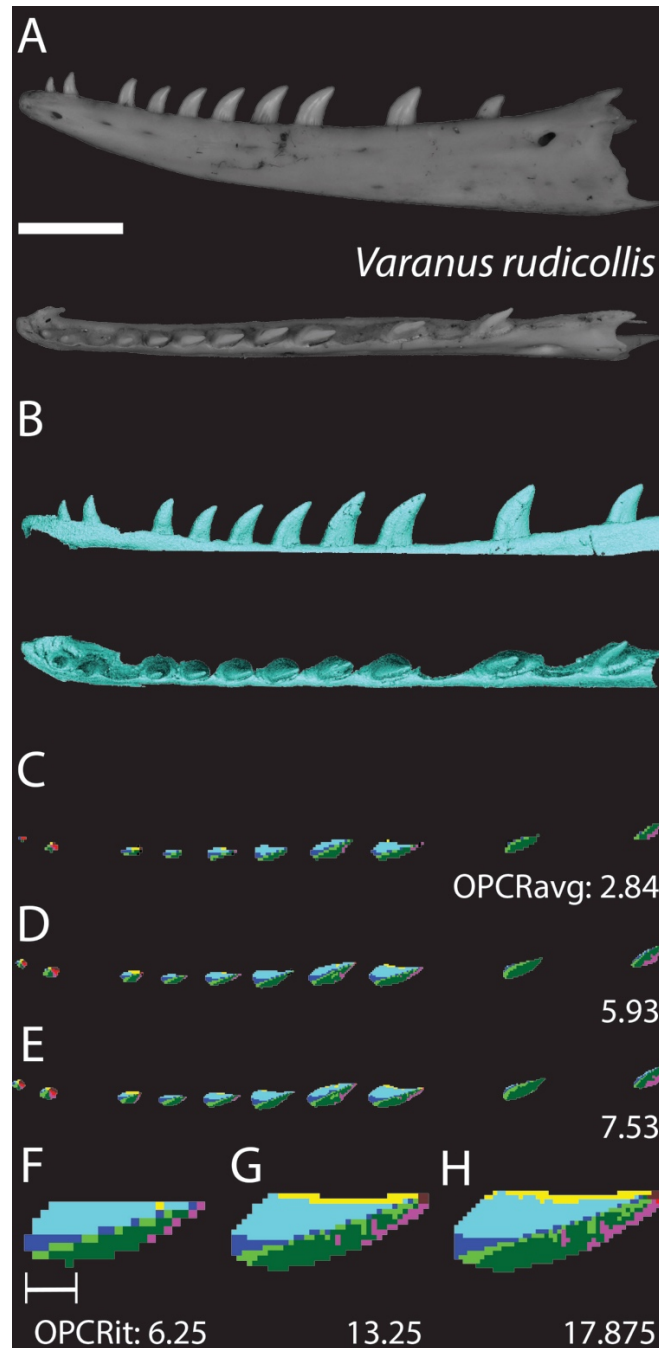 A
Varanus rudicollis
B
C
OPCRavg: 2.84
D
5.93
E
7.53
F G H
OPCRit: 6.25 13.25 17.875